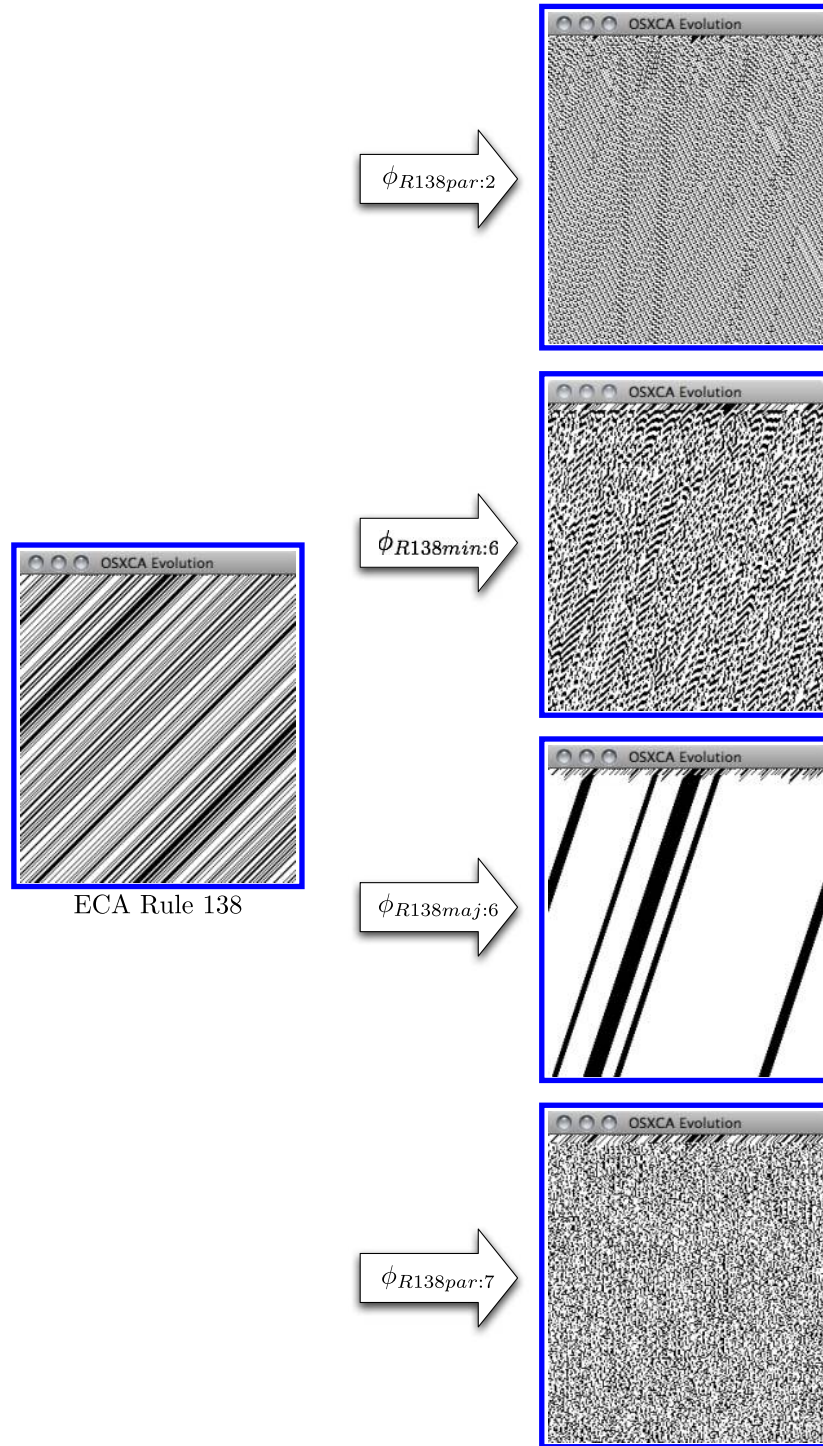 OSXCA Evolution
ϕR138par:2
OSXCA Evolution
ϕR138min:6
OSXCA Evolution
ECA Rule 138
OSXCA Evolution
ϕR138maj:6
OSXCA Evolution
ϕR138par:7